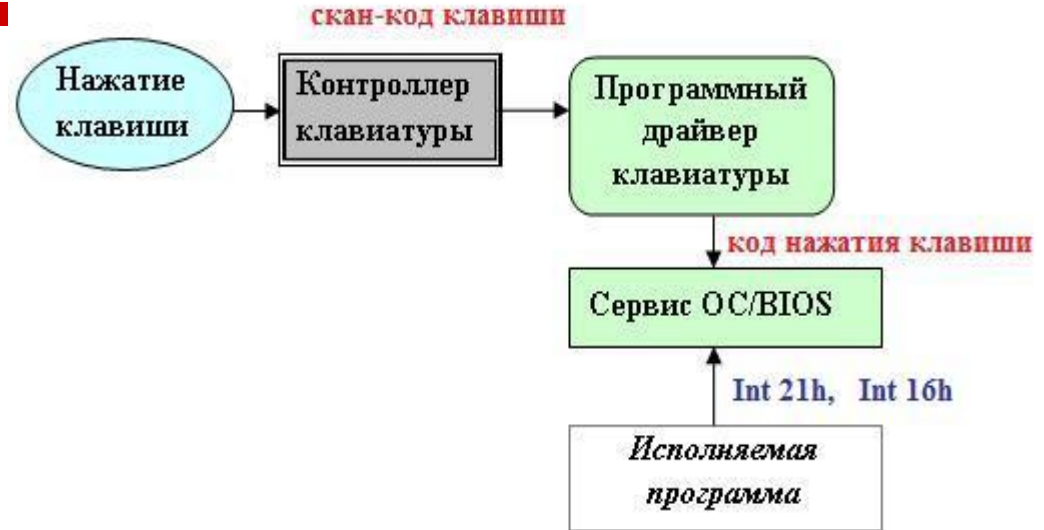 скан-код клавиши
Нажатие
клавиши
Контроллер
клавиатуры
Программный
драйвер
клавиатуры
код нажатия клавиши
Сервис ОС/BIOS
Int 21h, Int 16h
Исполняемая
программа